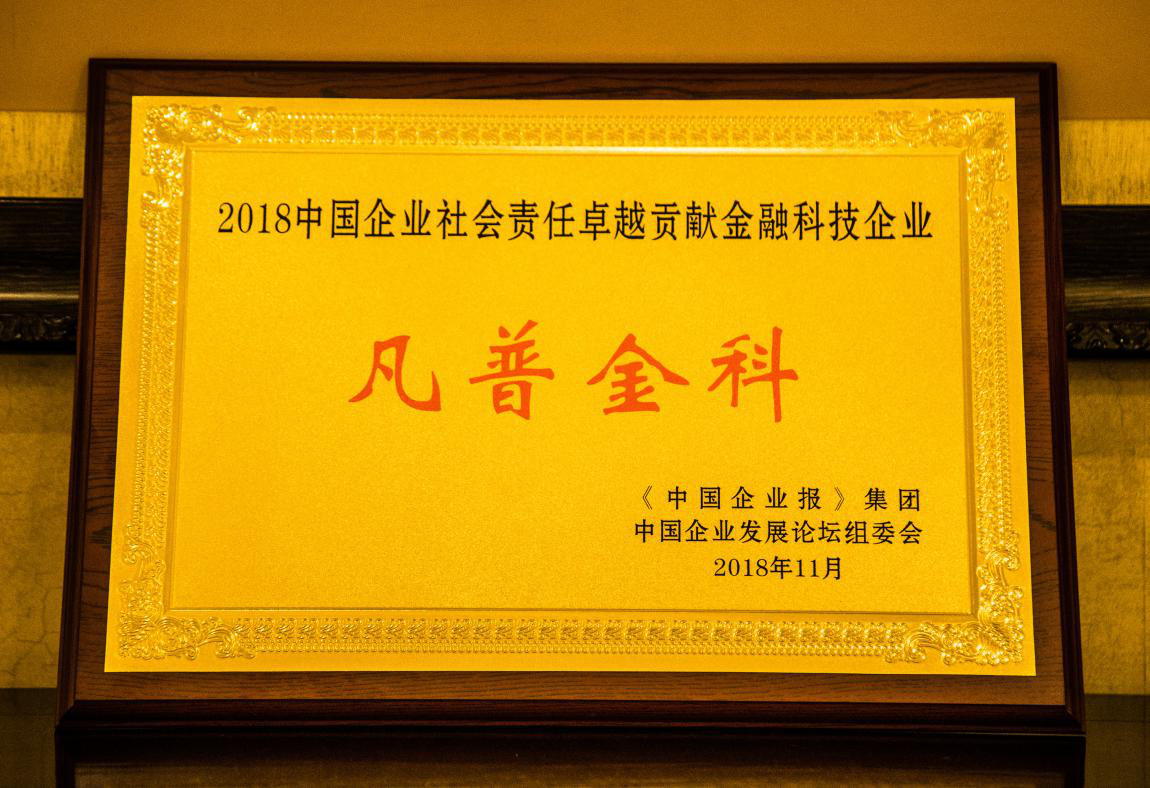 2018中国企业社会责任卓越贡献金融科技企业
凡普金科
《中国企业报》集团
中国企业发展论坛组委会
2018年11月